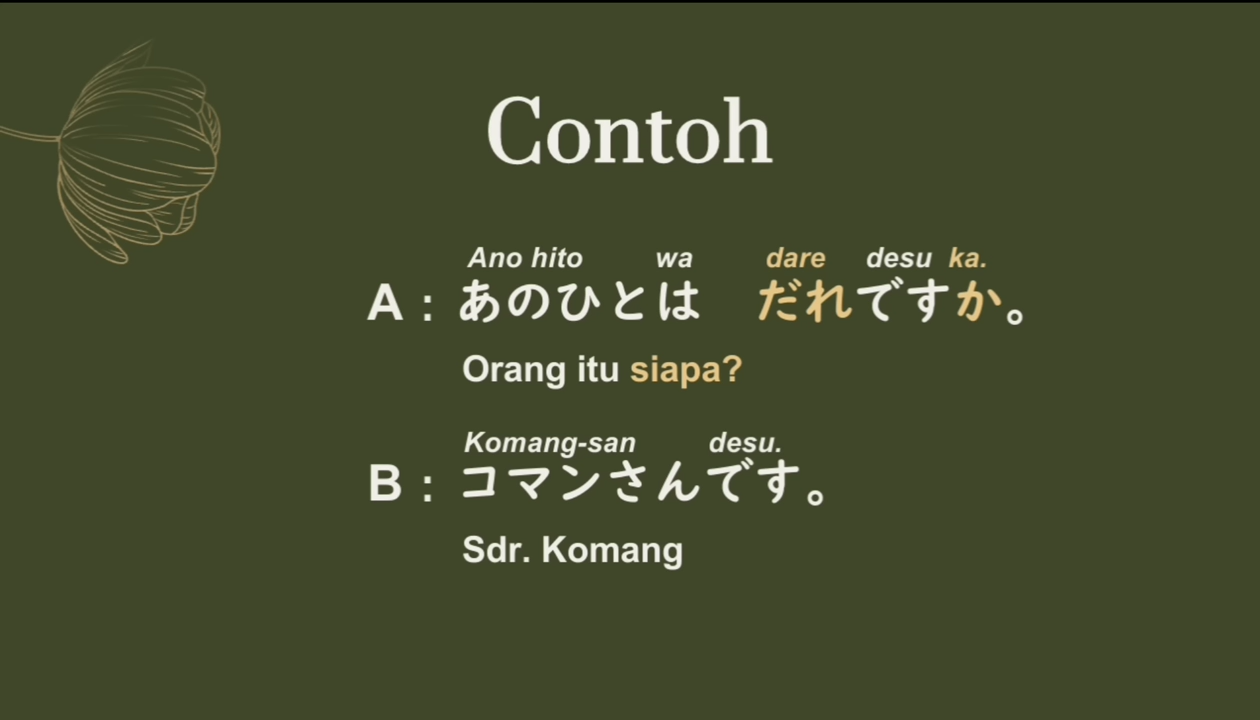 Contoh
Ano hito wa dare desu ka.
A : あのひとは だれですか。
Orang itu siapa?
Komang-san desu.
B : コマンさんです。
Sdr. Komang